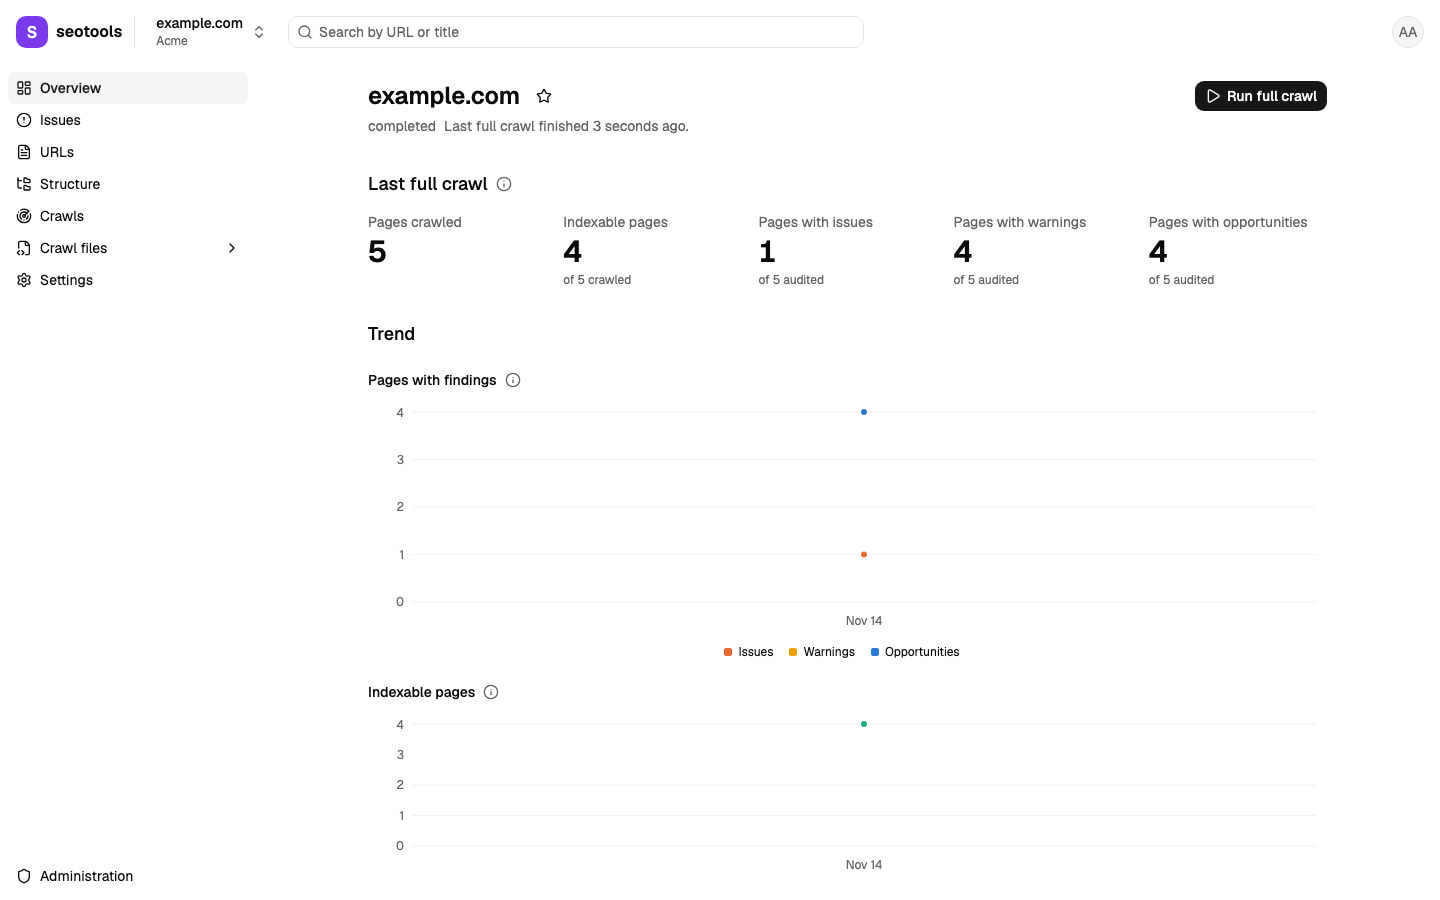 S seotools
example.com
Acme
Search by URL or title
AA
Overview
Issues
URLs
Structure
Crawls
Crawl files
Settings
Administration
example.com
Run full crawl
completed Last full crawl finished 3 seconds ago.
Last full crawl
Pages crawled
5
Indexable pages
4
of 5 crawled
Pages with issues
1
of 5 audited
Pages with warnings
4
of 5 audited
Pages with opportunities
4
of 5 audited
Trend
Pages with findings
4
3
2
1
0
Nov 14
Issues Warnings Opportunities
Indexable pages
4
3
2
1
0
Nov 14